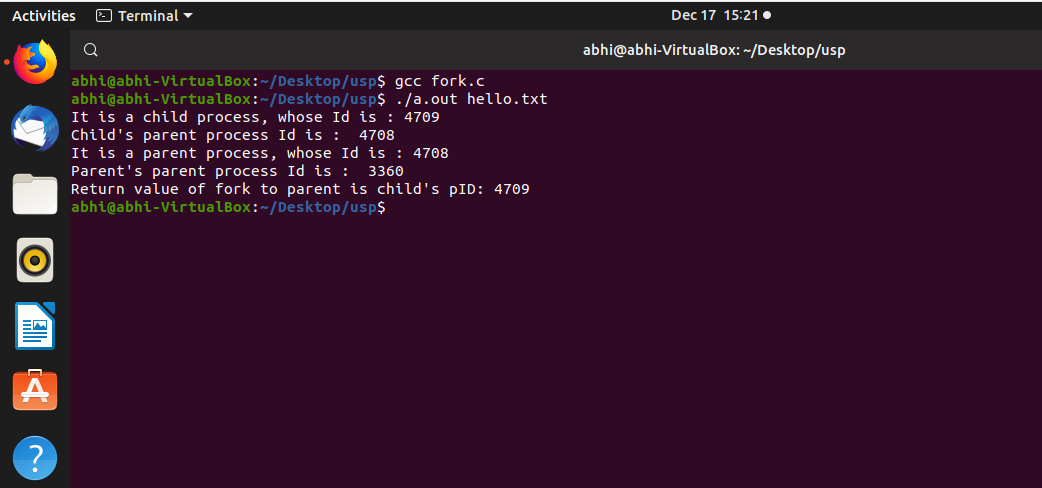 Activities Terminal Dec 17 15:21
abhi@abhi-VirtualBox: ~/Desktop/usp
abhi@abhi-VirtualBox:~/Desktop/usp$ gcc fork.c
abhi@abhi-VirtualBox:~/Desktop/usp$ ./a.out hello.txt
It is a child process, whose Id is : 4709
Child's parent process Id is :  4708
It is a parent process, whose Id is : 4708
Parent's parent process Id is :  3360
Return value of fork to parent is child's pID: 4709
abhi@abhi-VirtualBox:~/Desktop/usp$